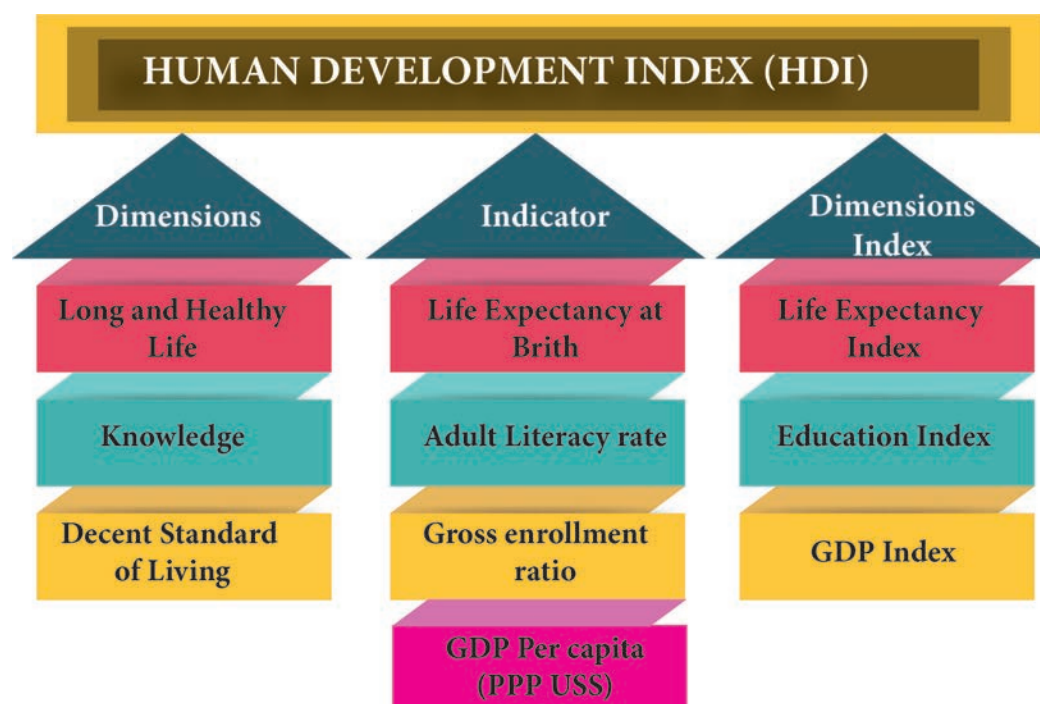 HUMAN DEVELOPMENT INDEX (HDI)
Dimensions
Long and Healthy
Life
Knowledge
Decent Standard
of Living
Indicator
Life Expectancy at
Brith
Adult Literacy rate
Gross enrollment
ratio
GDP Per capita
(PPP USS)
Dimensions
Index
Life Expectancy
Index
Education Index
GDP Index